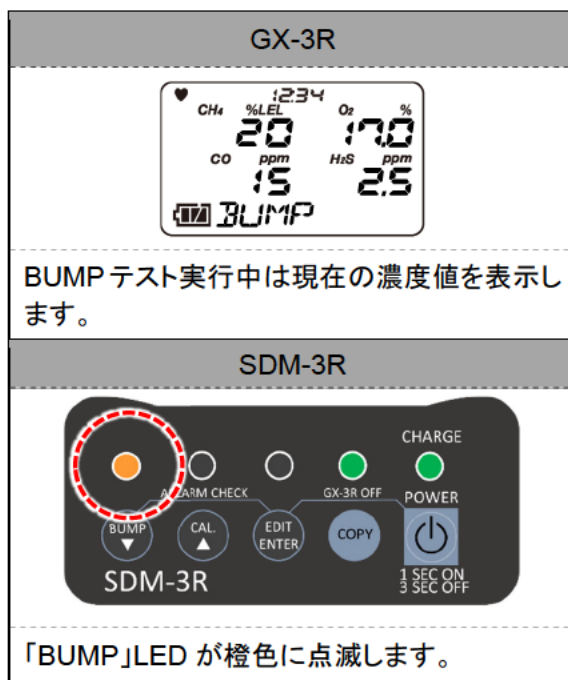 GX-3R
12:34
CH₄ %LEL O₂ %
20 17.0
CO ppm H₂S ppm
15 2.5
BUMP
BUMPテスト実行中は現在の濃度値を表示し
ます。
SDM-3R
CHARGE
ALARM CHECK GX-3R OFF POWER
BUMP CAL. EDIT ENTER COPY
SDM-3R
1 SEC ON
3 SEC OFF
「BUMP」LED が橙色に点滅します。